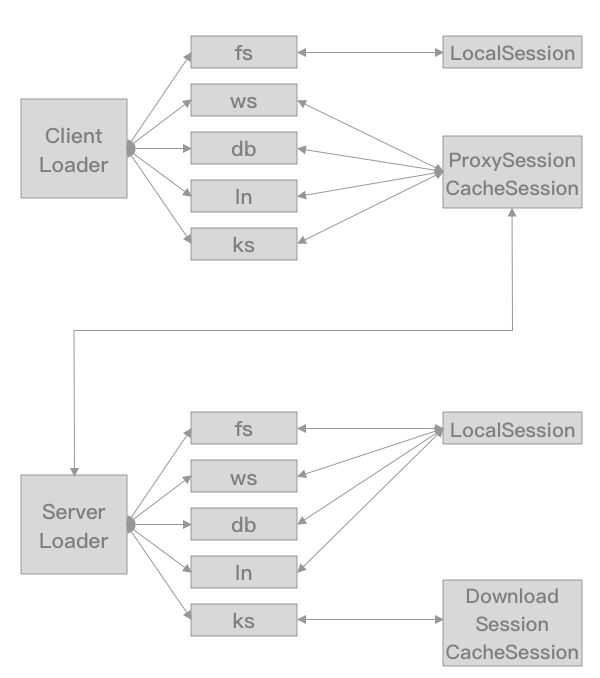 fs
LocalSession
ws
Client
Loader
db
ProxySession
CacheSession
ln
ks
fs
LocalSession
ws
Server
Loader
db
ln
ks
Download
Session
CacheSession